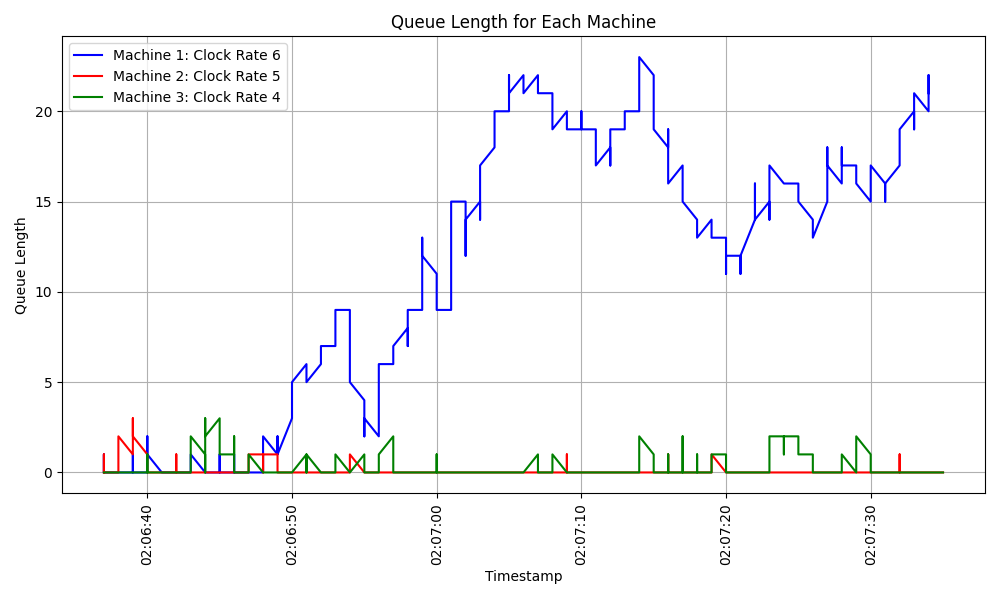 Queue Length for Each Machine
Machine 1: Clock Rate 6
Machine 2: Clock Rate 5
Machine 3: Clock Rate 4
Queue Length
20
15
10
5
0
02:06:40
02:06:50
02:07:00
02:07:10
02:07:20
02:07:30
Timestamp